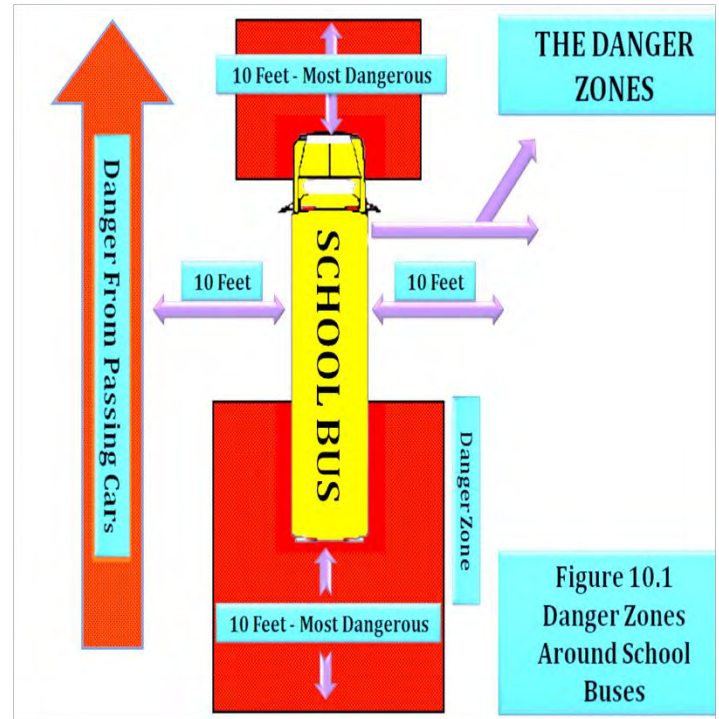 10 Feet - Most Dangerous
THE DANGER
ZONES
Danger From Passing Cars
SCHOOL BUS
10 Feet
10 Feet
Danger Zone
10 Feet - Most Dangerous
Figure 10.1
Danger Zones
Around School
Buses